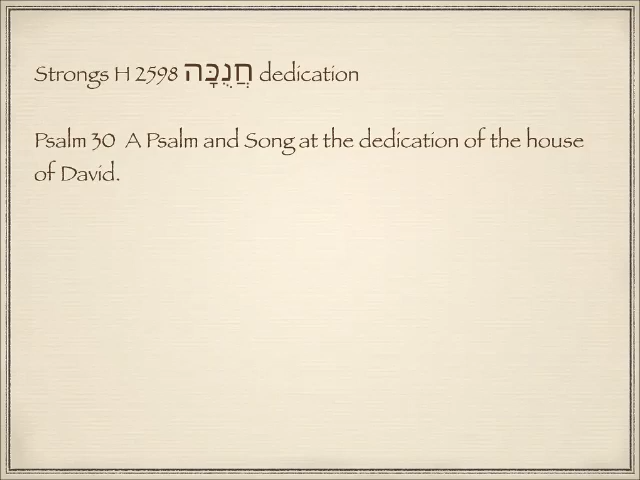 Strongs H 2598 חֲנֻכָּה dedication
Psalm 30 A Psalm and Song at the dedication of the house
of David.